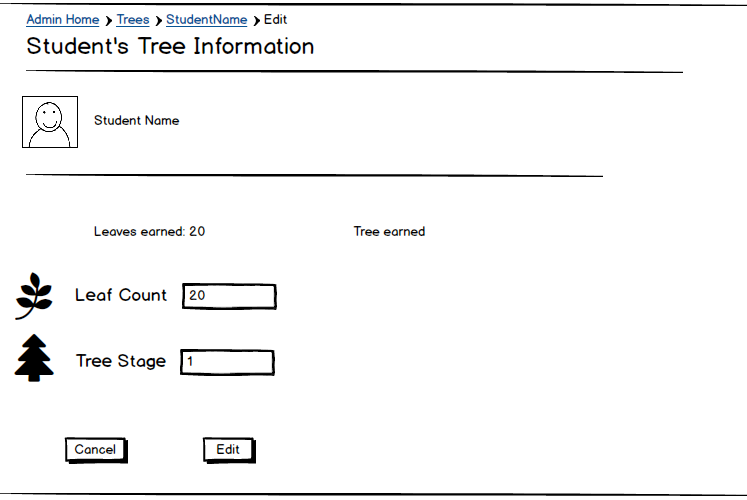 Admin Home ❯ Trees ❯ StudentName ❯ Edit
Student's Tree Information
Student Name
Leaves earned: 20 Tree earned
Leaf Count 20
Tree Stage 1
Cancel Edit